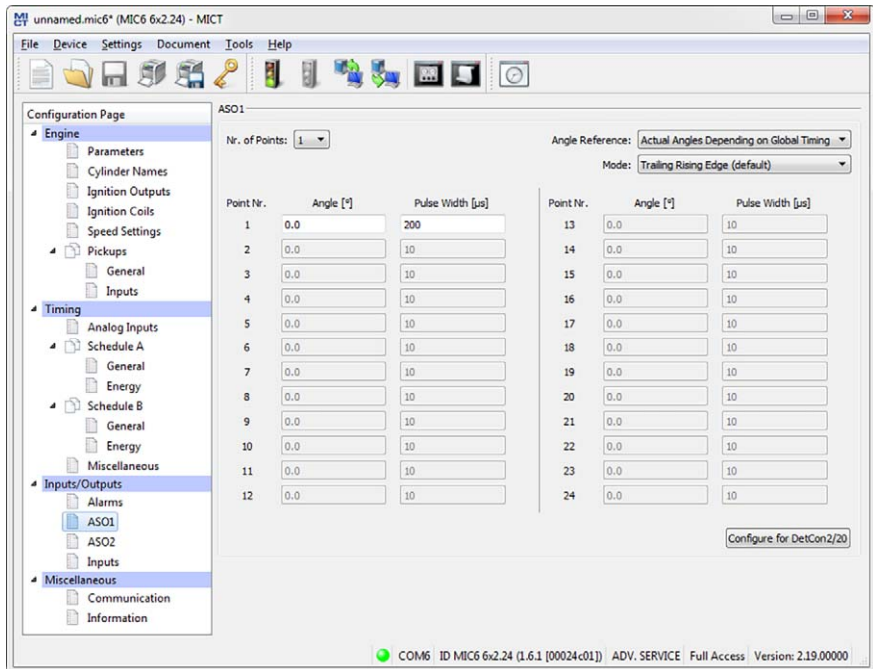 MICT unnamed.mic6* (MIC6 6x2.24) - MICT
File Device Settings Document Tools Help
Configuration Page
Engine
Parameters
Cylinder Names
Ignition Outputs
Ignition Coils
Speed Settings
Pickups
General
Inputs
Timing
Analog Inputs
Schedule A
General
Energy
Schedule B
General
Energy
Miscellaneous
Inputs/Outputs
Alarms
ASO1
ASO2
Inputs
Miscellaneous
Communication
Information
ASO1
Nr. of Points: 1 Angle Reference: Actual Angles Depending on Global Timing
Mode: Trailing Rising Edge (default)
Point Nr. Angle [°] Pulse Width [µs] Point Nr. Angle [°] Pulse Width [µs]
1 0.0 200 13 0.0 10
2 0.0 10 14 0.0 10
3 0.0 10 15 0.0 10
4 0.0 10 16 0.0 10
5 0.0 10 17 0.0 10
6 0.0 10 18 0.0 10
7 0.0 10 19 0.0 10
8 0.0 10 20 0.0 10
9 0.0 10 21 0.0 10
10 0.0 10 22 0.0 10
11 0.0 10 23 0.0 10
12 0.0 10 24 0.0 10
Configure for DetCon2/20
COM6 ID MIC6 6x2.24 (1.6.1 [00024c01]) ADV. SERVICE Full Access Version: 2.19.00000